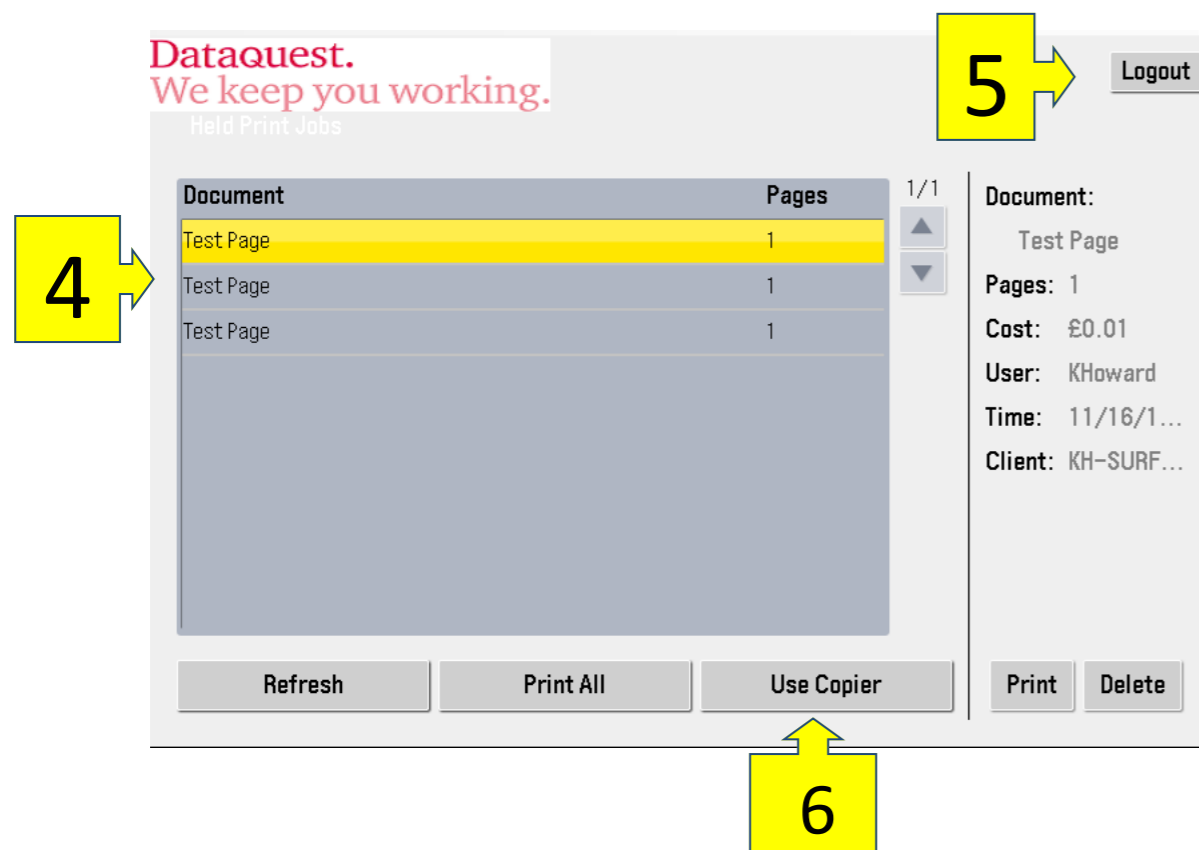 Dataquest.
We keep you working.
Held Print Jobs
5
Logout
4
Document Pages
Test Page 1
Test Page 1
Test Page 1
1/1
Document:
Test Page
Pages: 1
Cost: £0.01
User: KHoward
Time: 11/16/1...
Client: KH-SURF...
Refresh
Print All
Use Copier
Print
Delete
6